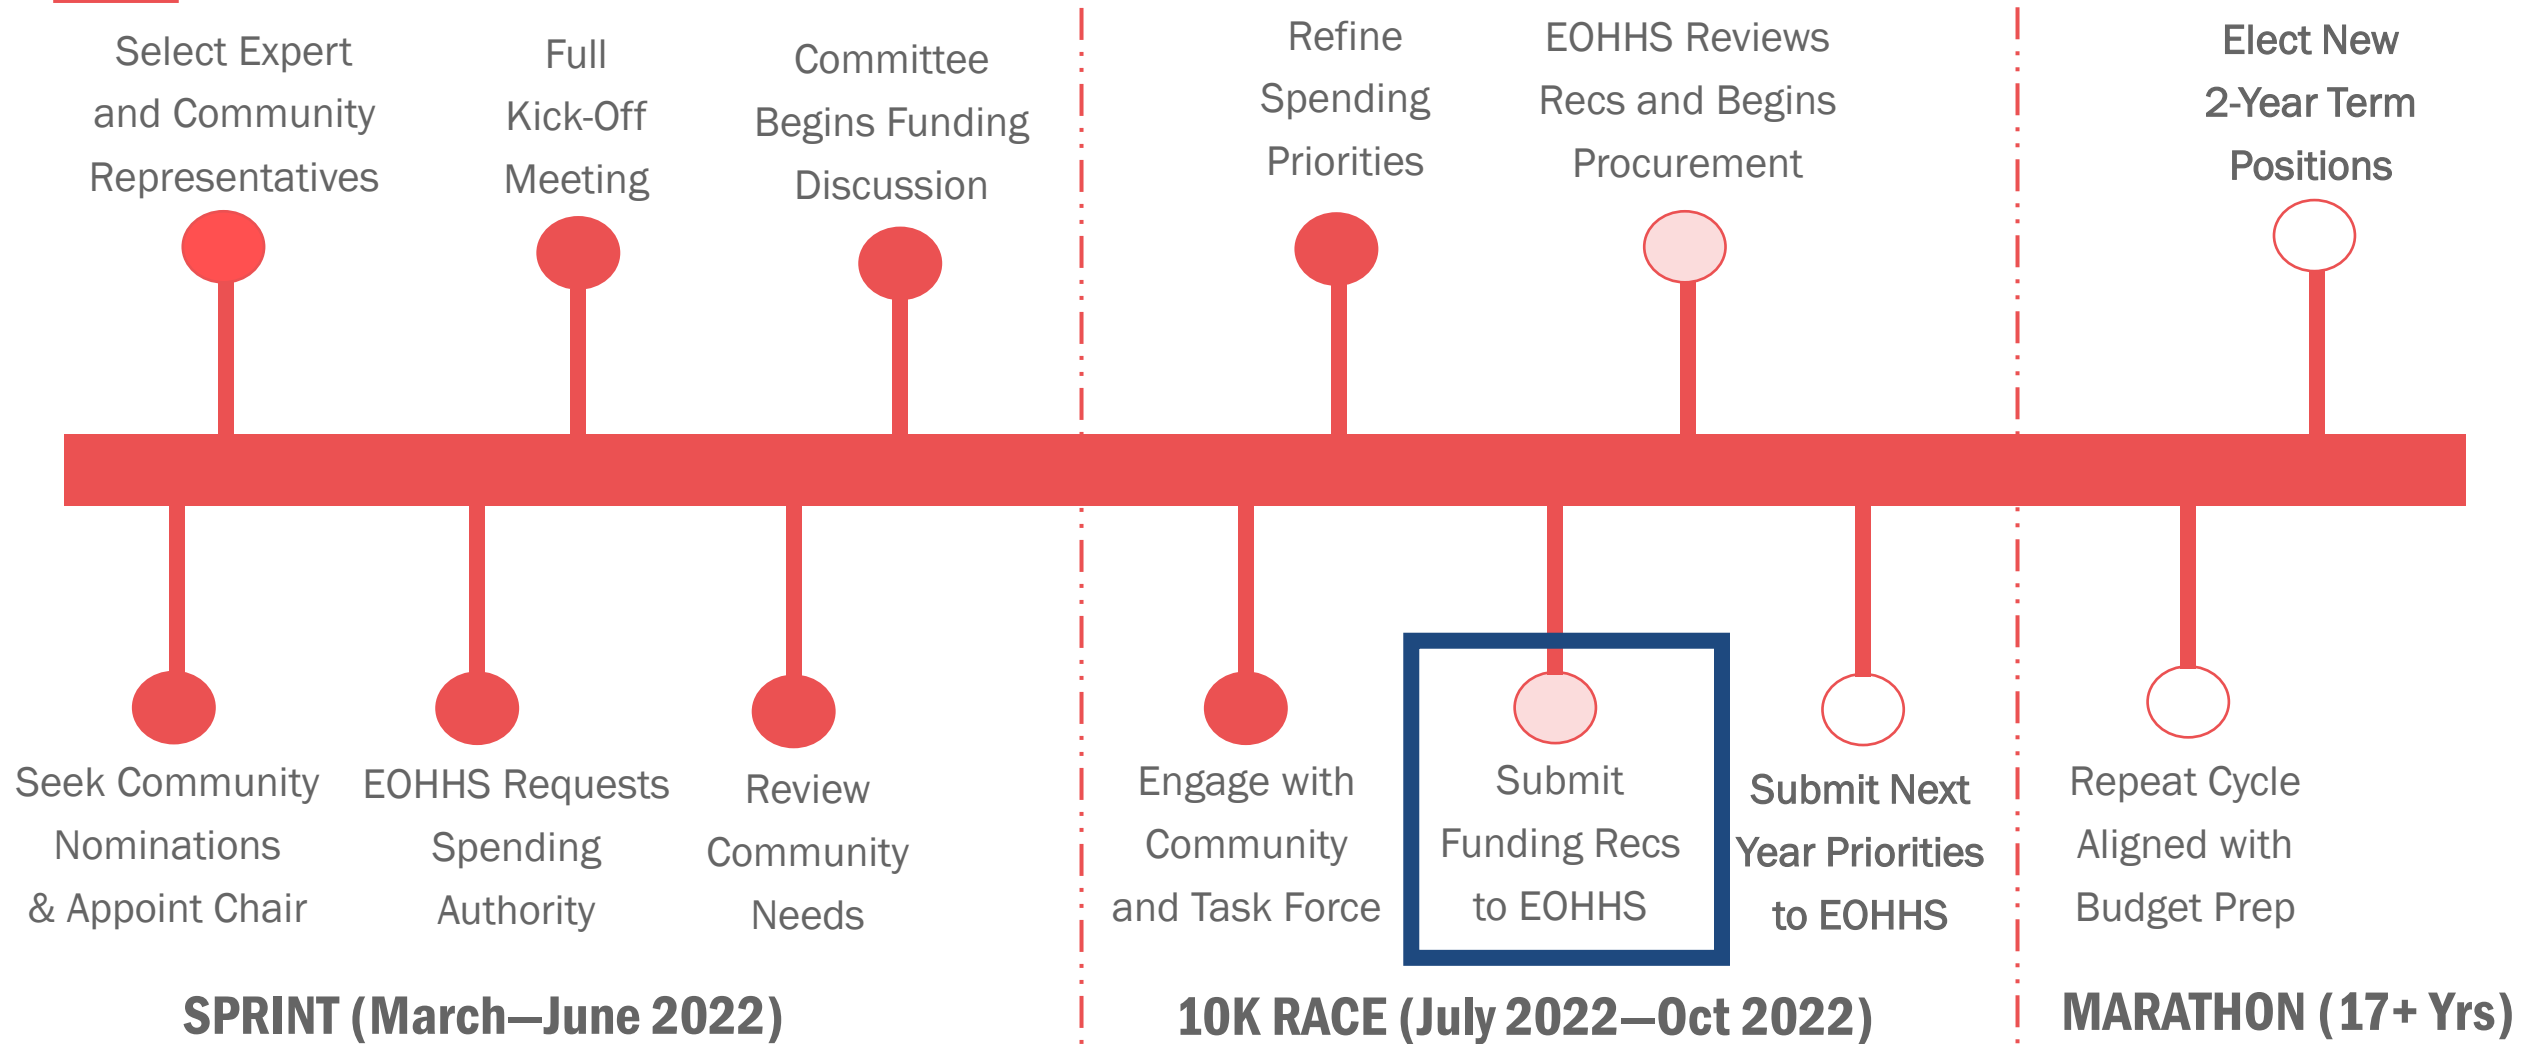 Select Expert
and Community
Representatives
Full
Kick-Off
Meeting
Committee
Begins Funding
Discussion
Refine
Spending
Priorities
EOHHS Reviews
Recs and Begins
Procurement
Elect New
2-Year Term
Positions
Seek Community
Nominations
& Appoint Chair
EOHHS Requests
Spending
Authority
Review
Community
Needs
Engage with
Community
and Task Force
Submit
Funding Recs
to EOHHS
Submit Next
Year Priorities
to EOHHS
Repeat Cycle
Aligned with
Budget Prep
SPRINT (March—June 2022)
10K RACE (July 2022—Oct 2022)
MARATHON (17+ Yrs)